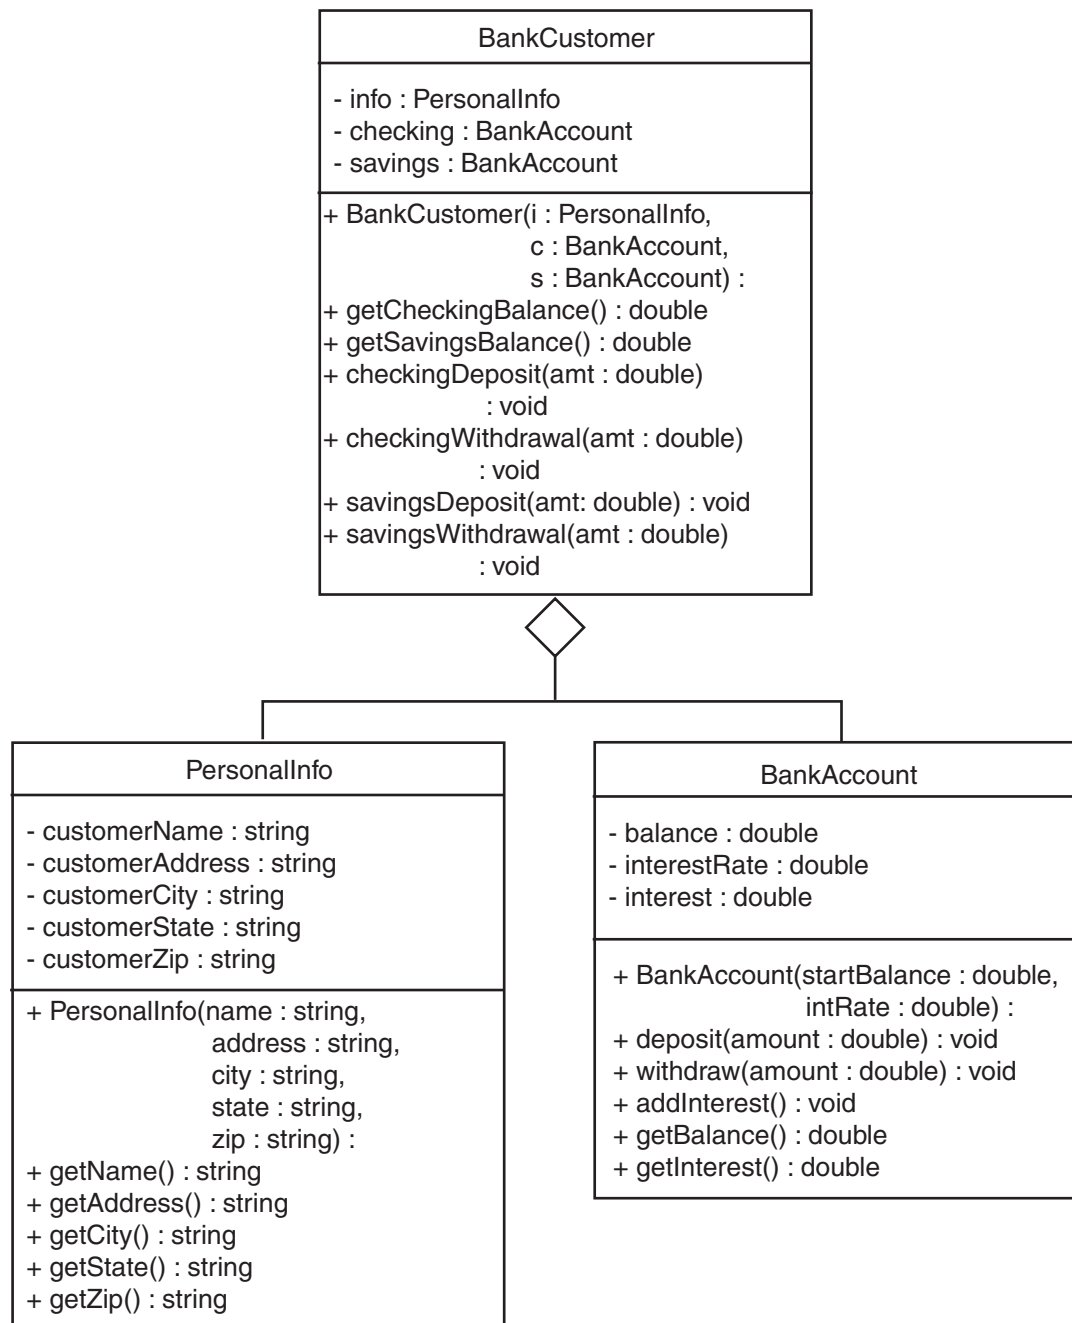 BankCustomer
- info : PersonalInfo
- checking : BankAccount
- savings : BankAccount
+ BankCustomer(i : PersonalInfo,
c : BankAccount,
s : BankAccount) :
+ getCheckingBalance() : double
+ getSavingsBalance() : double
+ checkingDeposit(amt : double)
: void
+ checkingWithdrawal(amt : double)
: void
+ savingsDeposit(amt: double) : void
+ savingsWithdrawal(amt : double)
: void
PersonalInfo
- customerName : string
- customerAddress : string
- customerCity : string
- customerState : string
- customerZip : string
+ PersonalInfo(name : string,
address : string,
city : string,
state : string,
zip : string) :
+ getName() : string
+ getAddress() : string
+ getCity() : string
+ getState() : string
+ getZip() : string
BankAccount
- balance : double
- interestRate : double
- interest : double
+ BankAccount(startBalance : double,
intRate : double) :
+ deposit(amount : double) : void
+ withdraw(amount : double) : void
+ addInterest() : void
+ getBalance() : double
+ getInterest() : double